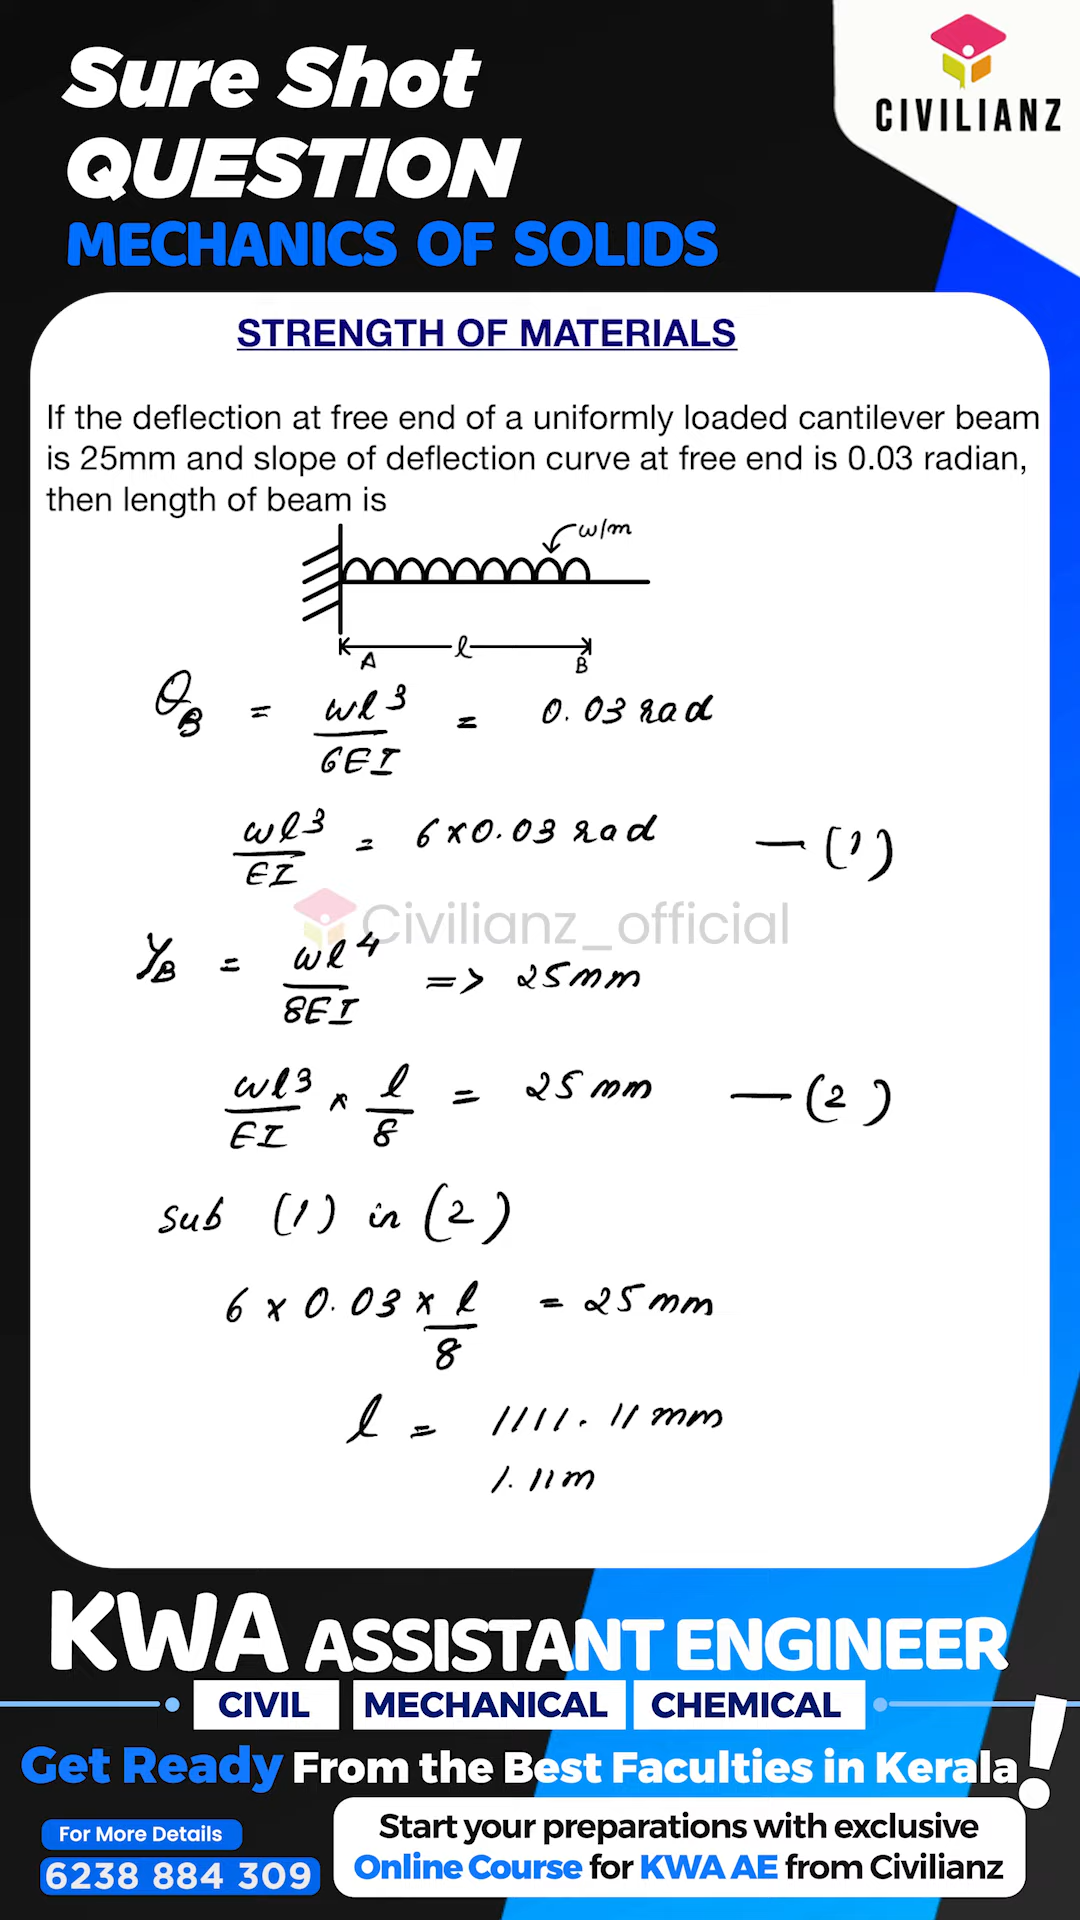 Sure Shot
QUESTION
MECHANICS OF SOLIDS
CIVILIANZ
STRENGTH OF MATERIALS
If the deflection at free end of a uniformly loaded cantilever beam
is 25mm and slope of deflection curve at free end is 0.03 radian,
then length of beam is
w/m
A l B
θB = wl³/6EI = 0.03 rad
wl³/EI = 6×0.03 rad —(1)
Civilianz_official
yB = wl⁴/8EI => 25mm
wl³/EI × l/8 = 25mm —(2)
sub (1) in (2)
6 × 0.03 × l/8 = 25mm
l = 1111.11 mm
1.11m
KWA ASSISTANT ENGINEER
CIVIL MECHANICAL CHEMICAL
Get Ready From the Best Faculties in Kerala!
For More Details
6238 884 309
Start your preparations with exclusive
Online Course for KWA AE from Civilianz